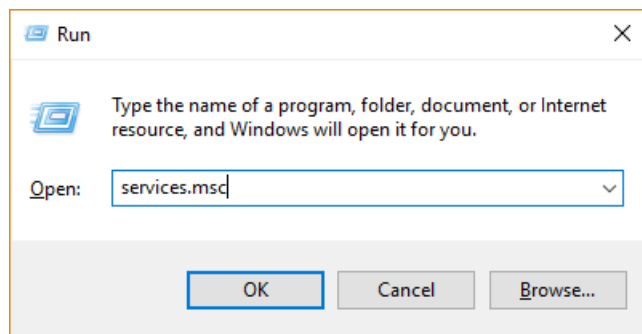 Run
Type the name of a program, folder, document, or Internet
resource, and Windows will open it for you.
Open: services.msc
OK Cancel Browse...